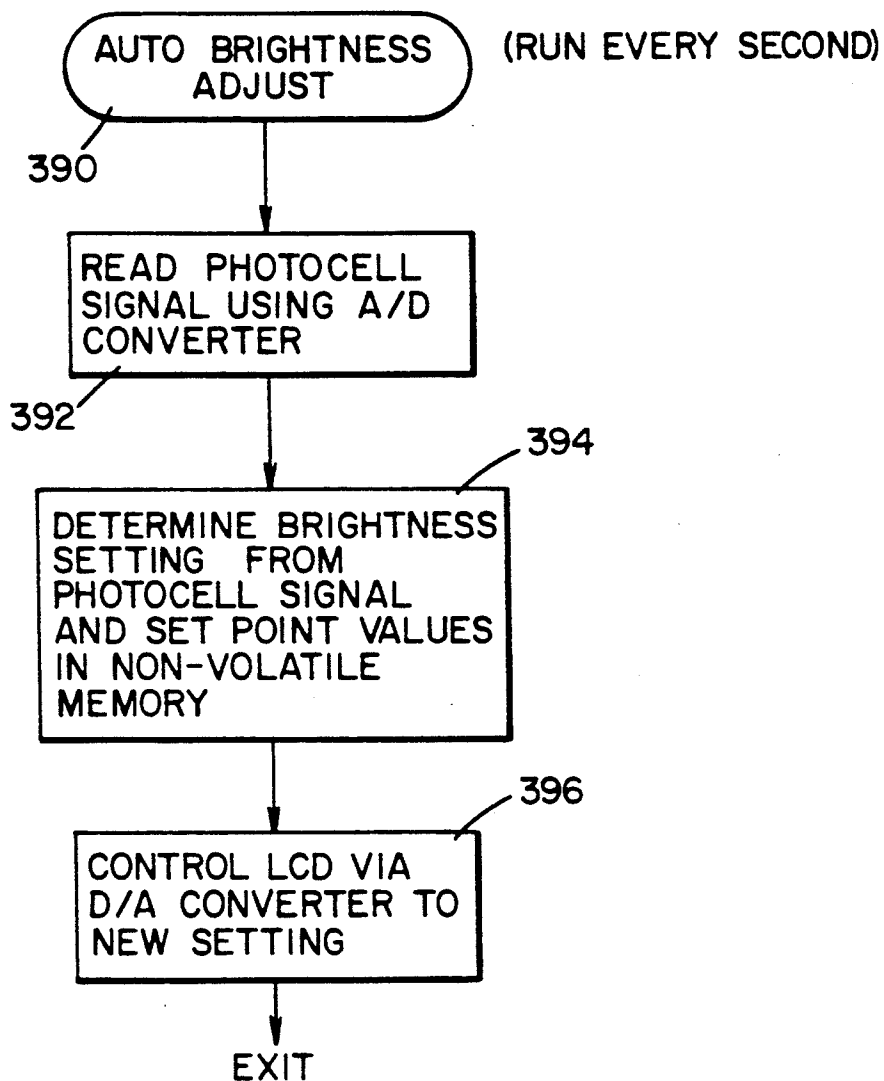 AUTO BRIGHTNESS
ADJUST
(RUN EVERY SECOND)
390
READ PHOTOCELL
SIGNAL USING A/D
CONVERTER
392
394
DETERMINE BRIGHTNESS
SETTING FROM
PHOTOCELL SIGNAL
AND SET POINT VALUES
IN NON-VOLATILE
MEMORY
396
CONTROL LCD VIA
D/A CONVERTER TO
NEW SETTING
EXIT